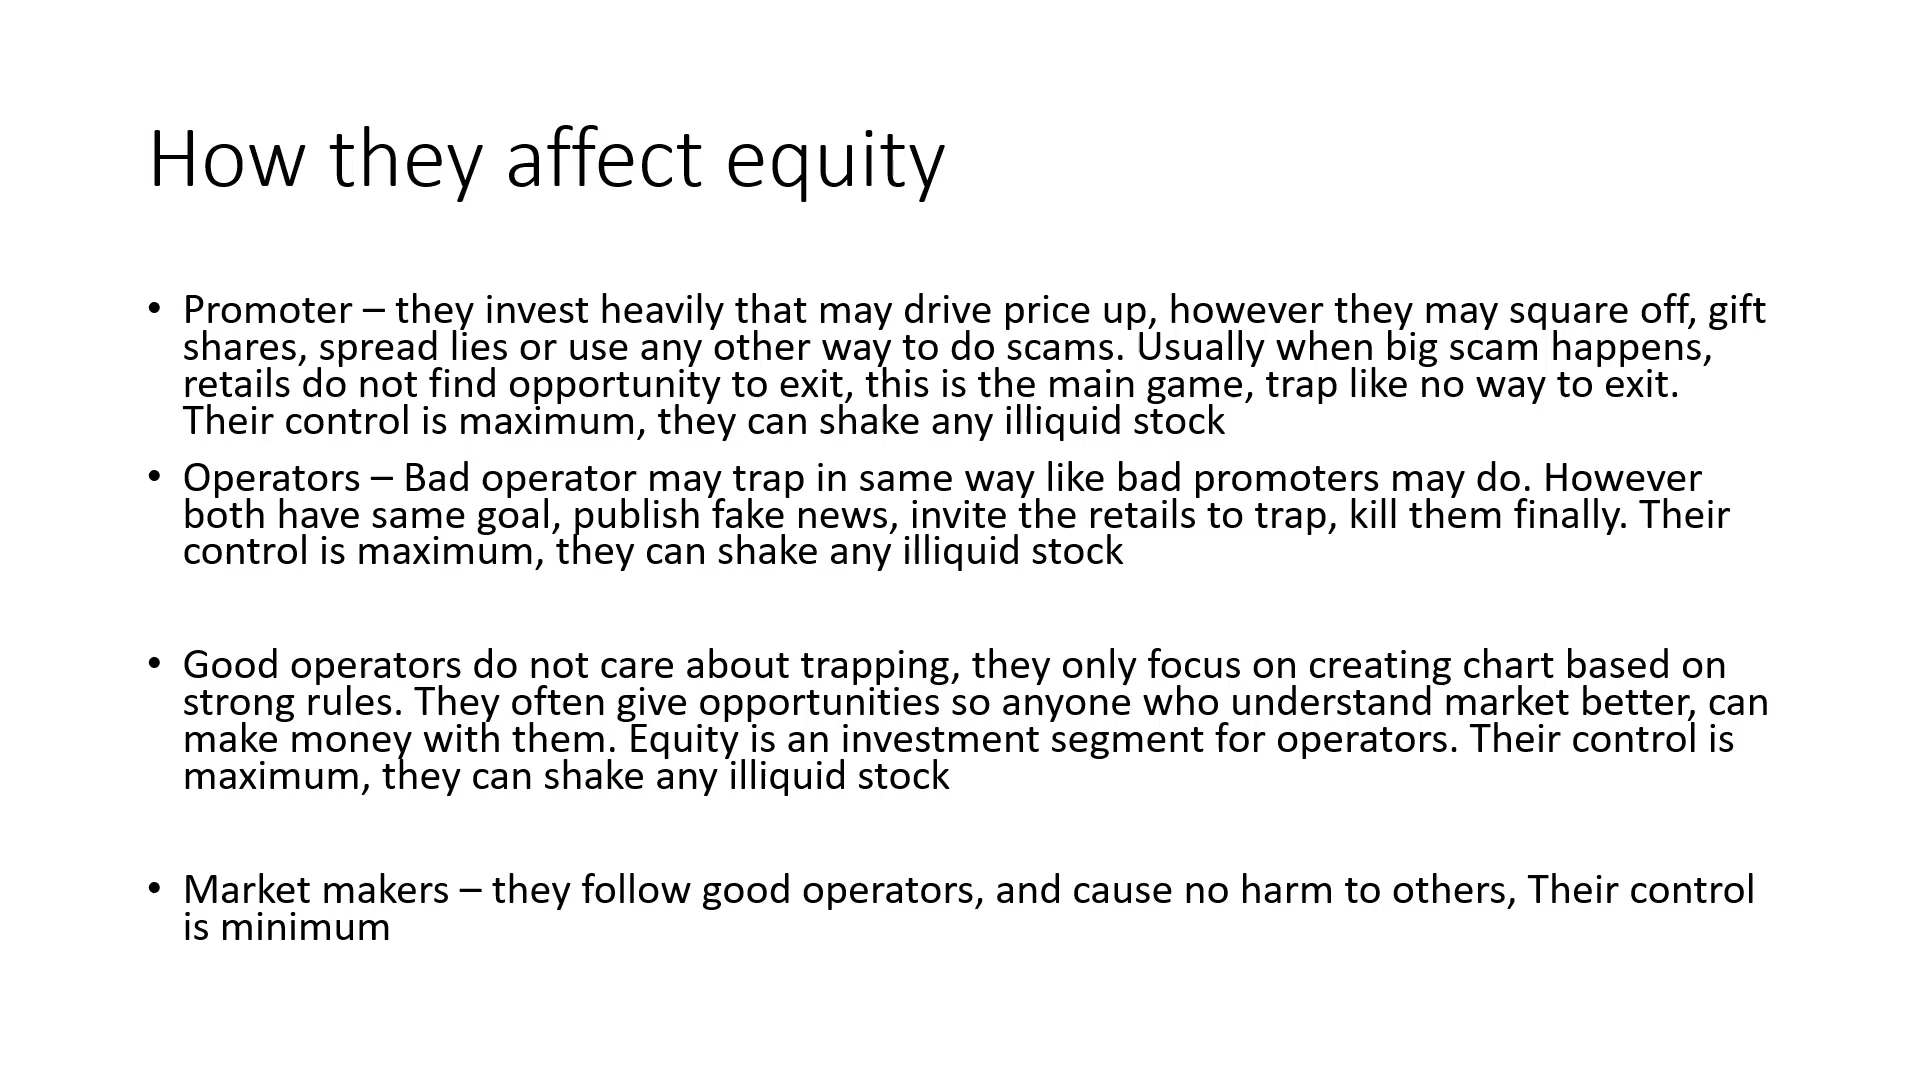 How they affect equity
• Promoter – they invest heavily that may drive price up, however they may square off, gift
shares, spread lies or use any other way to do scams. Usually when big scam happens,
retails do not find opportunity to exit, this is the main game, trap like no way to exit.
Their control is maximum, they can shake any illiquid stock
• Operators – Bad operator may trap in same way like bad promoters may do. However
both have same goal, publish fake news, invite the retails to trap, kill them finally. Their
control is maximum, they can shake any illiquid stock
• Good operators do not care about trapping, they only focus on creating chart based on
strong rules. They often give opportunities so anyone who understand market better, can
make money with them. Equity is an investment segment for operators. Their control is
maximum, they can shake any illiquid stock
• Market makers – they follow good operators, and cause no harm to others, Their control
is minimum